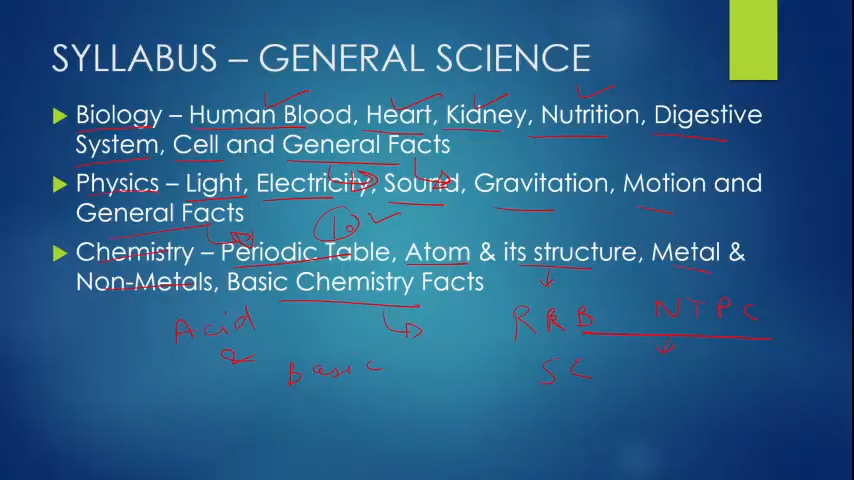 SYLLABUS – GENERAL SCIENCE
Biology – Human Blood, Heart, Kidney, Nutrition, Digestive
System, Cell and General Facts
Physics – Light, Electricity, Sound, Gravitation, Motion and
General Facts
10
Chemistry – Periodic Table, Atom & its structure, Metal &
Non-Metals, Basic Chemistry Facts
Acid
&
Basic
RRB NTPC
SC